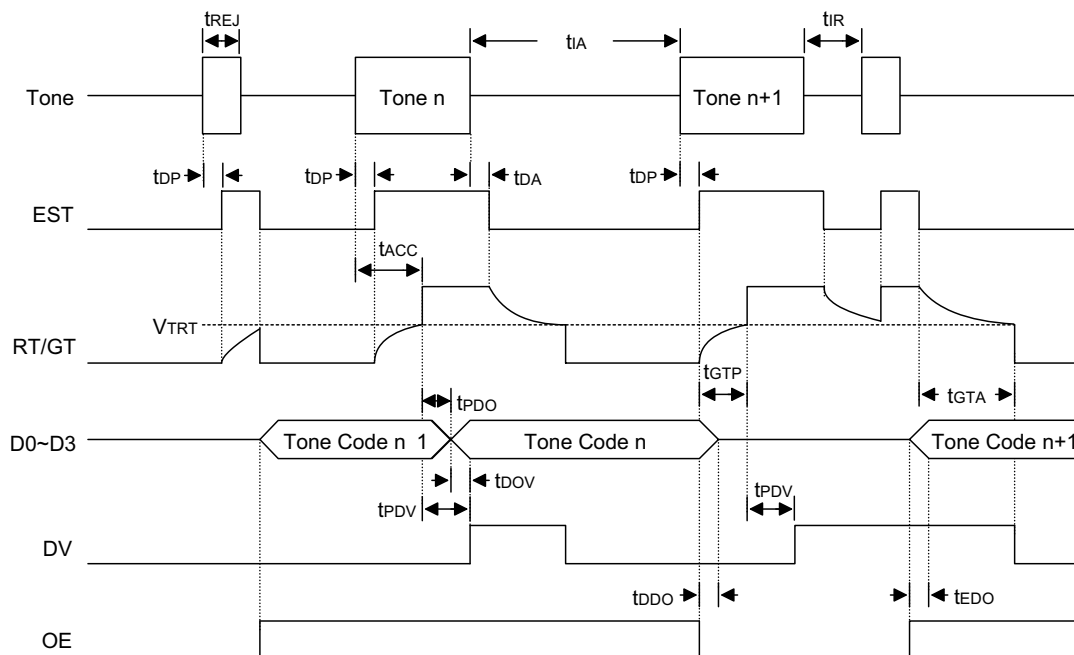 tREJ
tIA
tIR
Tone
Tone n
Tone n+1
tDP
tDP
tDA
tDP
EST
tACC
VTRT
RT/GT
tGTP
tGTA
tPDO
D0~D3
Tone Code n 1
Tone Code n
Tone Code n+1
tDOV
tPDV
tPDV
DV
tDDO
tEDO
OE